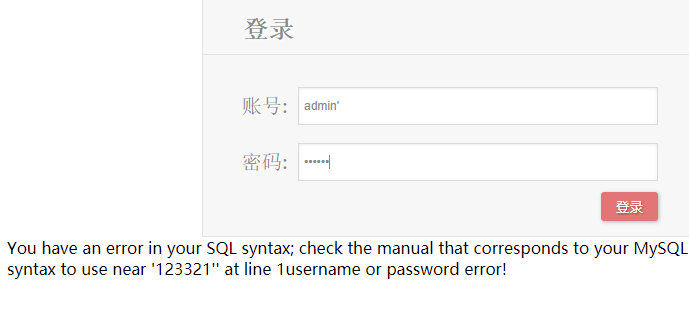 登录
账号: admin'
密码: ••••••
登录
You have an error in your SQL syntax; check the manual that corresponds to your MySQL
syntax to use near '123321'' at line 1username or password error!